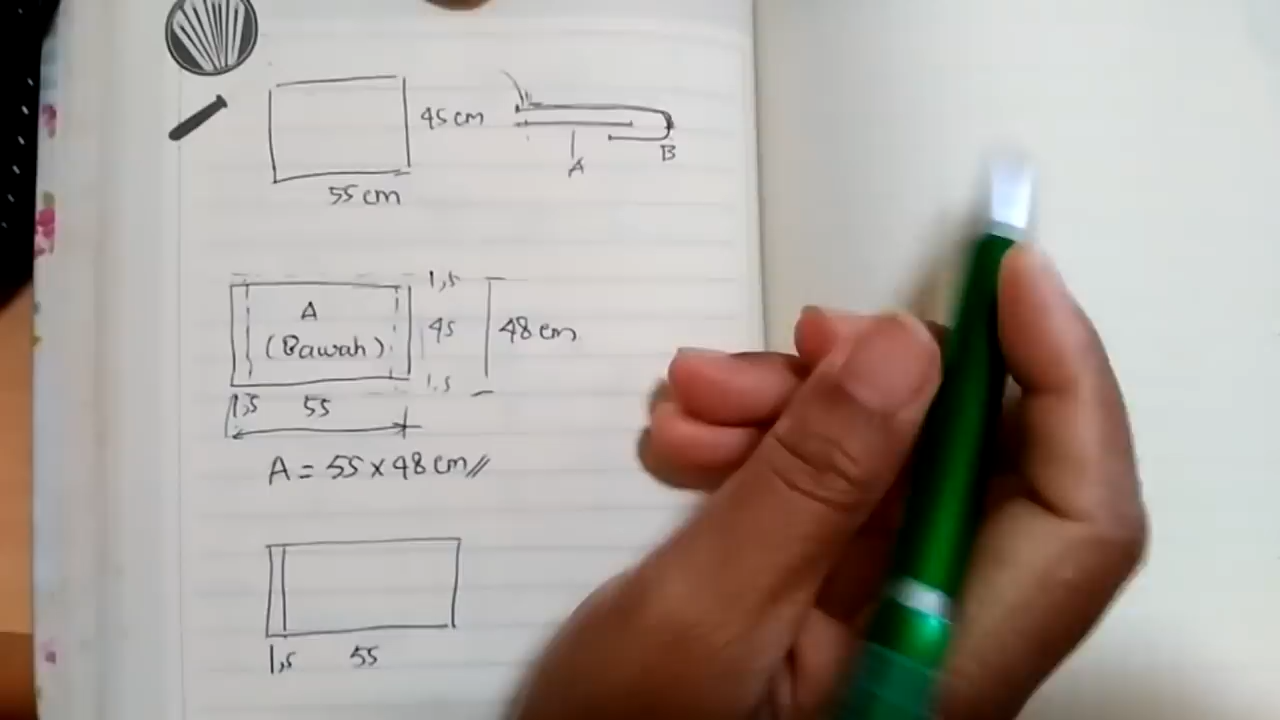 45 cm
55 cm
A
B
1,5
A
(Bawah)
45
48 cm
1.5
1,5 55
A = 55 x 48 cm//
1,5 55